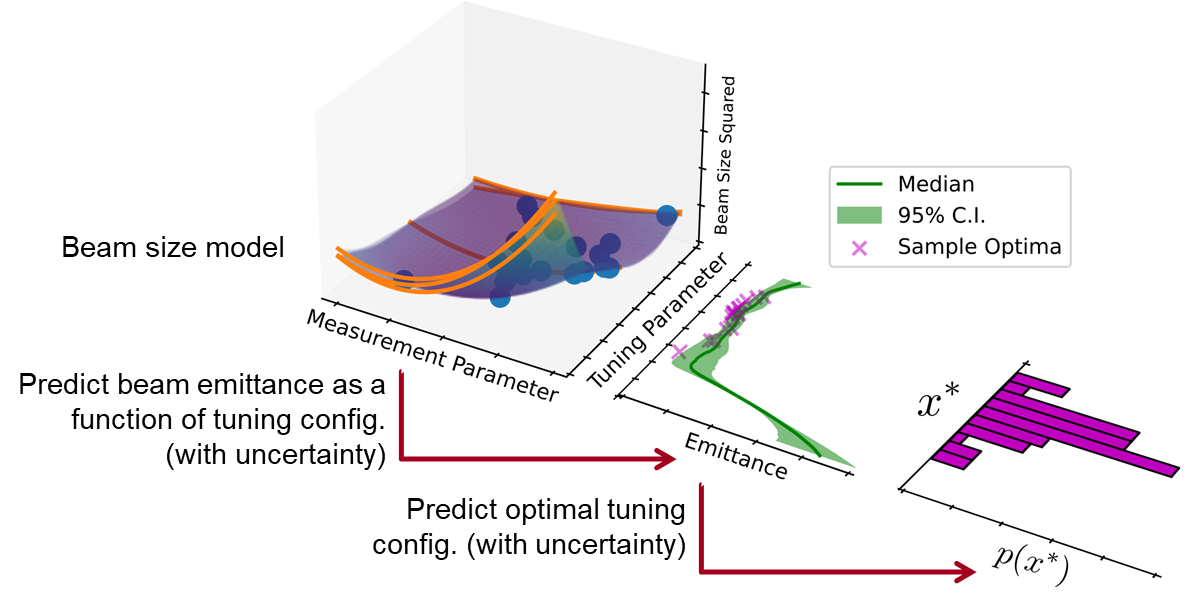 Beam Size Squared
Median
95% C.I.
Sample Optima
Beam size model
Measurement Parameter
Tuning Parameter
Predict beam emittance as a
function of tuning config.
(with uncertainty)
Emittance
x*
Predict optimal tuning
config. (with uncertainty)
p(x*)